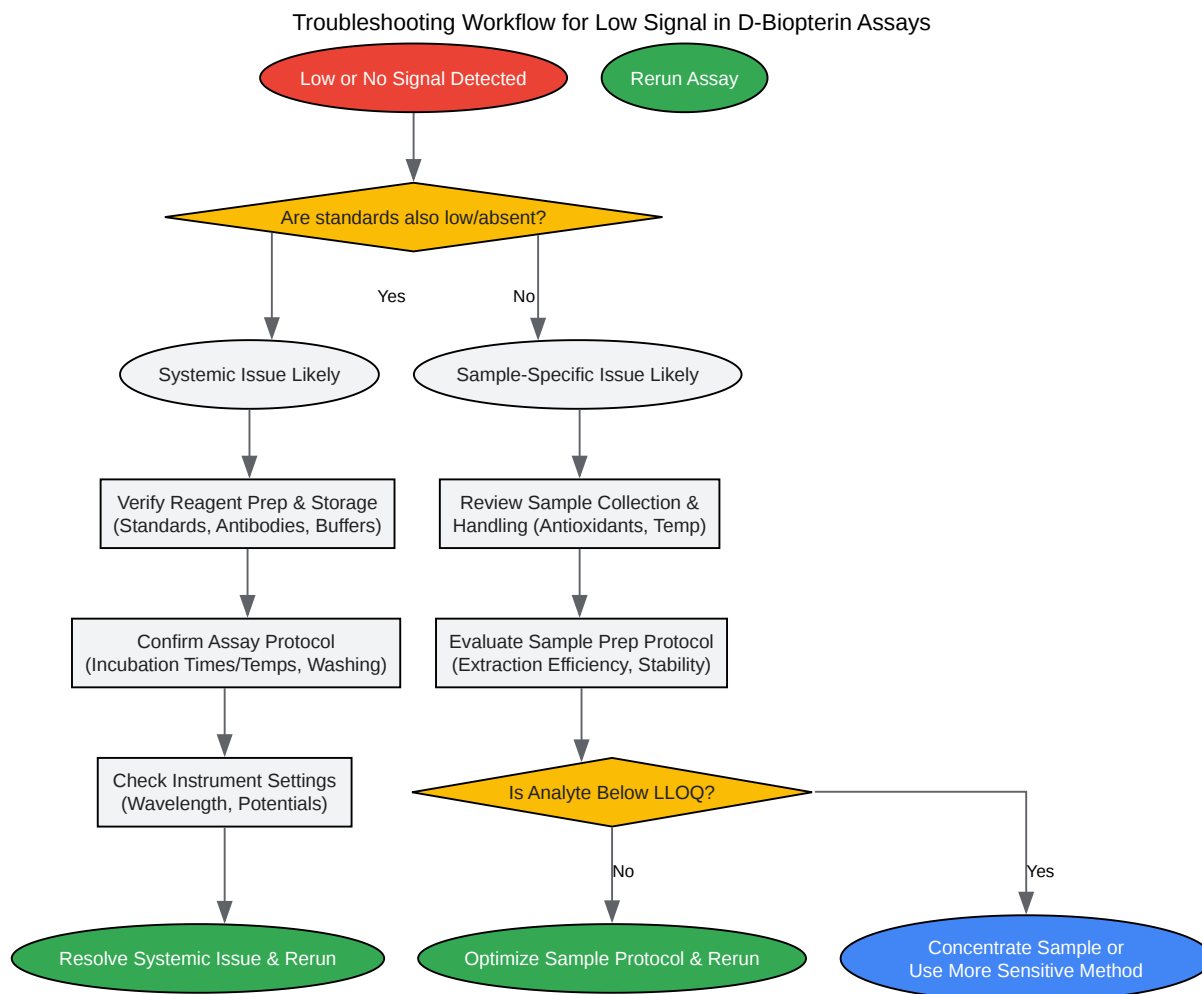 Troubleshooting Workflow for Low Signal in D-Biopterin Assays
Low or No Signal Detected
Rerun Assay
Are standards also low/absent?
Yes
No
Systemic Issue Likely
Sample-Specific Issue Likely
Verify Reagent Prep & Storage
(Standards, Antibodies, Buffers)
Review Sample Collection &
Handling (Antioxidants, Temp)
Confirm Assay Protocol
(Incubation Times/Temps, Washing)
Evaluate Sample Prep Protocol
(Extraction Efficiency, Stability)
Check Instrument Settings
(Wavelength, Potentials)
Is Analyte Below LLOQ?
No
Yes
Resolve Systemic Issue & Rerun
Optimize Sample Protocol & Rerun
Concentrate Sample or
Use More Sensitive Method